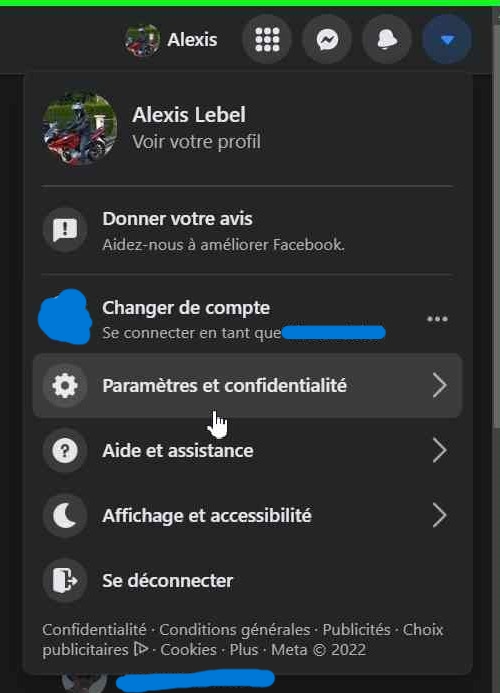 Alexis
Alexis Lebel
Voir votre profil
Donner votre avis
Aidez-nous à améliorer Facebook.
Changer de compte
Se connecter en tant que
Paramètres et confidentialité
Aide et assistance
Affichage et accessibilité
Se déconnecter
Confidentialité · Conditions générales · Publicités · Choix
publicitaires · Cookies · Plus · Meta © 2022